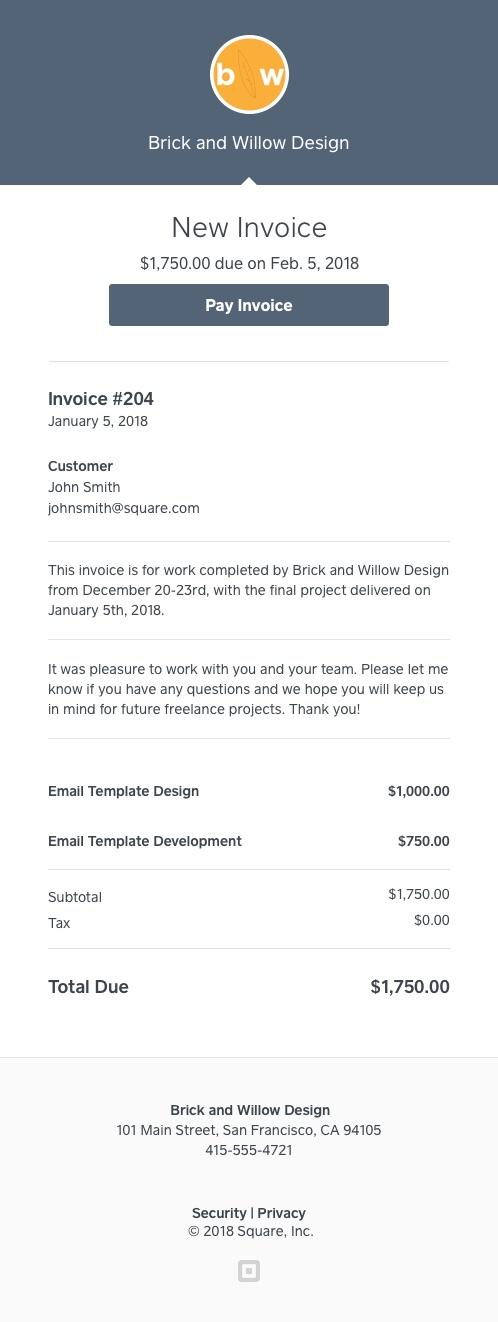 b w
Brick and Willow Design
New Invoice
$1,750.00 due on Feb. 5, 2018
Pay Invoice
Invoice #204
January 5, 2018
Customer
John Smith
johnsmith@square.com
This invoice is for work completed by Brick and Willow Design
from December 20-23rd, with the final project delivered on
January 5th, 2018.
It was pleasure to work with you and your team. Please let me
know if you have any questions and we hope you will keep us
in mind for future freelance projects. Thank you!
Email Template Design $1,000.00
Email Template Development $750.00
Subtotal $1,750.00
Tax $0.00
Total Due $1,750.00
Brick and Willow Design
101 Main Street, San Francisco, CA 94105
415-555-4721
Security | Privacy
© 2018 Square, Inc.